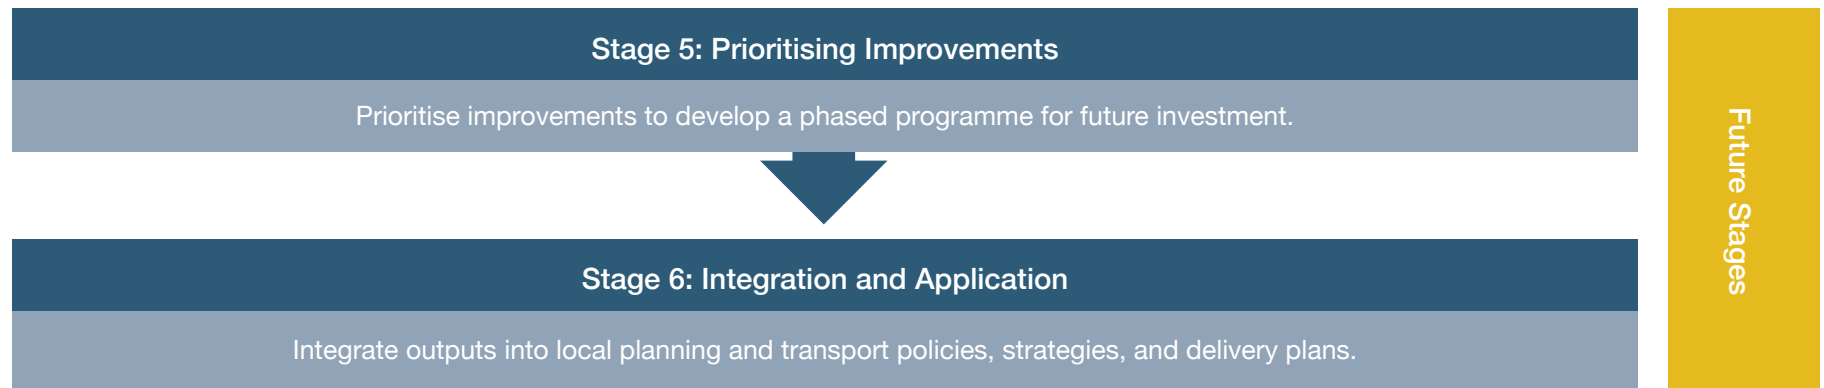 Stage 5: Prioritising Improvements
Prioritise improvements to develop a phased programme for future investment.
Stage 6: Integration and Application
Integrate outputs into local planning and transport policies, strategies, and delivery plans.
Future Stages